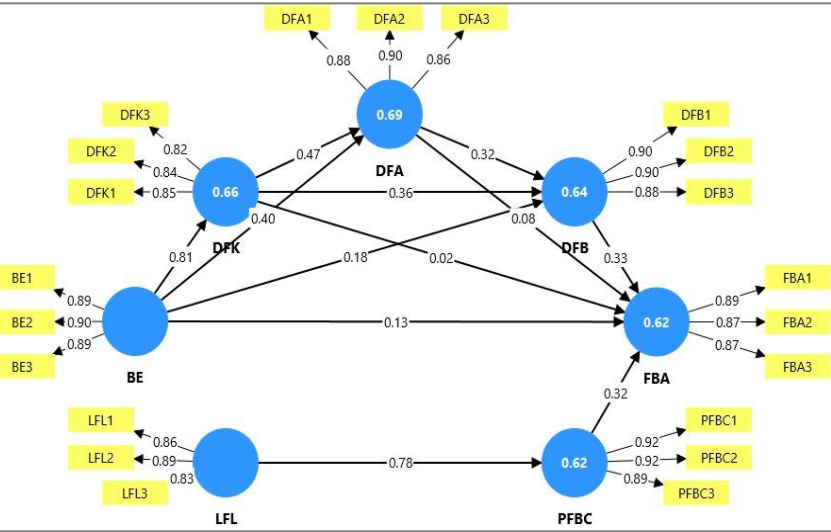 DFA1 DFA2 DFA3
0.88 0.90 0.86
DFK3
DFK2
DFK1
0.82
0.84
0.85
0.69
DFA
DFB1
DFB2
DFB3
0.90
0.90
0.88
0.47
0.32
0.66
DFK
0.36
0.64
DFB
0.40
0.08
0.81
0.18
0.02
0.33
BE1
BE2
BE3
0.89
0.90
0.89
BE
0.13
0.62
FBA
0.89
0.87
0.87
FBA1
FBA2
FBA3
0.32
LFL1
LFL2
LFL3
0.86
0.89
0.83
LFL
0.78
0.62
PFBC
0.92
0.92
0.89
PFBC1
PFBC2
PFBC3